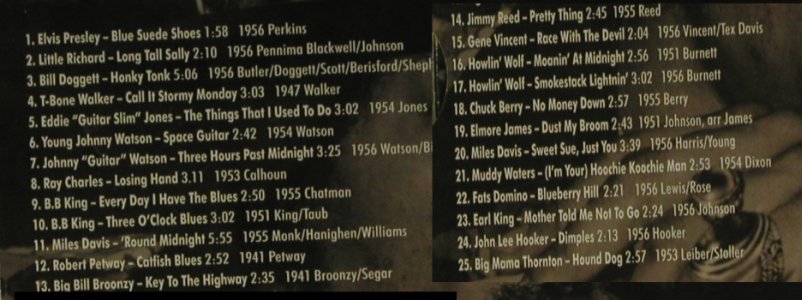 1. Elvis Presley – Blue Suede Shoes 1:58 1956 Perkins
2. Little Richard – Long Tall Sally 2:10 1956 Pennima Blackwell/Johnson
3. Bill Doggett – Honky Tonk 5:06 1956 Butler/Doggett/Scott/Berisford/Sheph
4. T-Bone Walker – Call It Stormy Monday 3:03 1947 Walker
5. Eddie “Guitar Slim” Jones – The Things That I Used To Do 3:02 1954 Jones
6. Young Johnny Watson – Space Guitar 2:42 1954 Watson
7. Johnny “Guitar” Watson – Three Hours Past Midnight 3:25 1956 Watson/Bi
8. Ray Charles – Losing Hand 3.11 1953 Calhoun
9. B.B King – Every Day I Have The Blues 2:50 1955 Chatman
10. B.B King – Three O’Clock Blues 3:02 1951 King/Taub
11. Miles Davis – ’Round Midnight 5:55 1955 Monk/Hanighen/Williams
12. Robert Petway – Catfish Blues 2:52 1941 Petway
13. Big Bill Broonzy – Key To The Highway 2:35 1941 Broonzy/Segar
14. Jimmy Reed – Pretty Thing 2:45 1955 Reed
15. Gene Vincent – Race With The Devil 2:04 1956 Vincent/Tex Davis
16. Howlin’ Wolf – Moanin’ At Midnight 2:56 1951 Burnett
17. Howlin’ Wolf – Smokestack Lightnin’ 3:02 1956 Burnett
18. Chuck Berry – No Money Down 2:57 1955 Berry
19. Elmore James – Dust My Broom 2:43 1951 Johnson, arr James
20. Miles Davis – Sweet Sue, Just You 3:39 1956 Harris/Young
21. Muddy Waters – (I’m Your) Hoochie Koochie Man 2:53 1954 Dixon
22. Fats Domino – Blueberry Hill 2:21 1956 Lewis/Rose
23. Earl King – Mother Told Me Not To Go 2:24 1956 Johnson
24. John Lee Hooker – Dimples 2:13 1956 Hooker
25. Big Mama Thornton – Hound Dog 2:57 1953 Leiber/Stoller